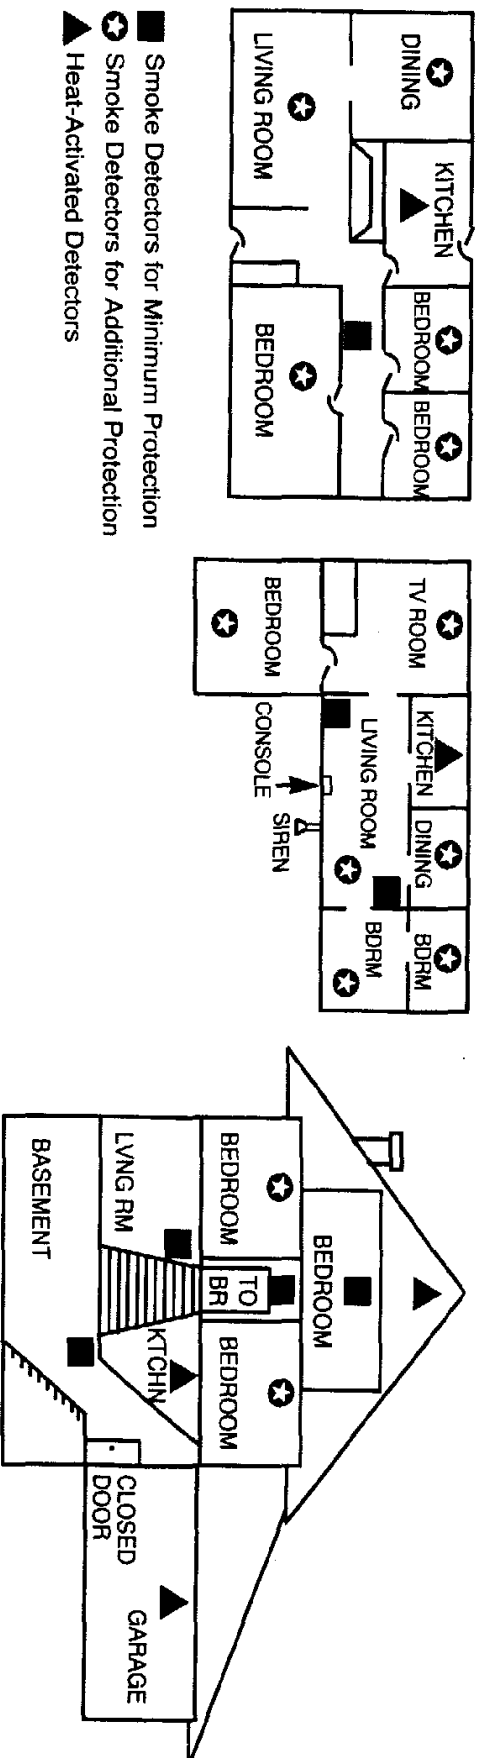 DINING
KITCHEN
BEDROOM
BEDROOM
LIVING ROOM
BEDROOM
TV ROOM
KITCHEN
DINING
BDRM
LIVING ROOM
BDRM
BEDROOM
CONSOLE
SIREN
BEDROOM
BEDROOM
TO
BR
BEDROOM
LVNG RM
KTCHN
BASEMENT
CLOSED
DOOR
GARAGE
Smoke Detectors for Minimum Protection
Smoke Detectors for Additional Protection
Heat-Activated Detectors